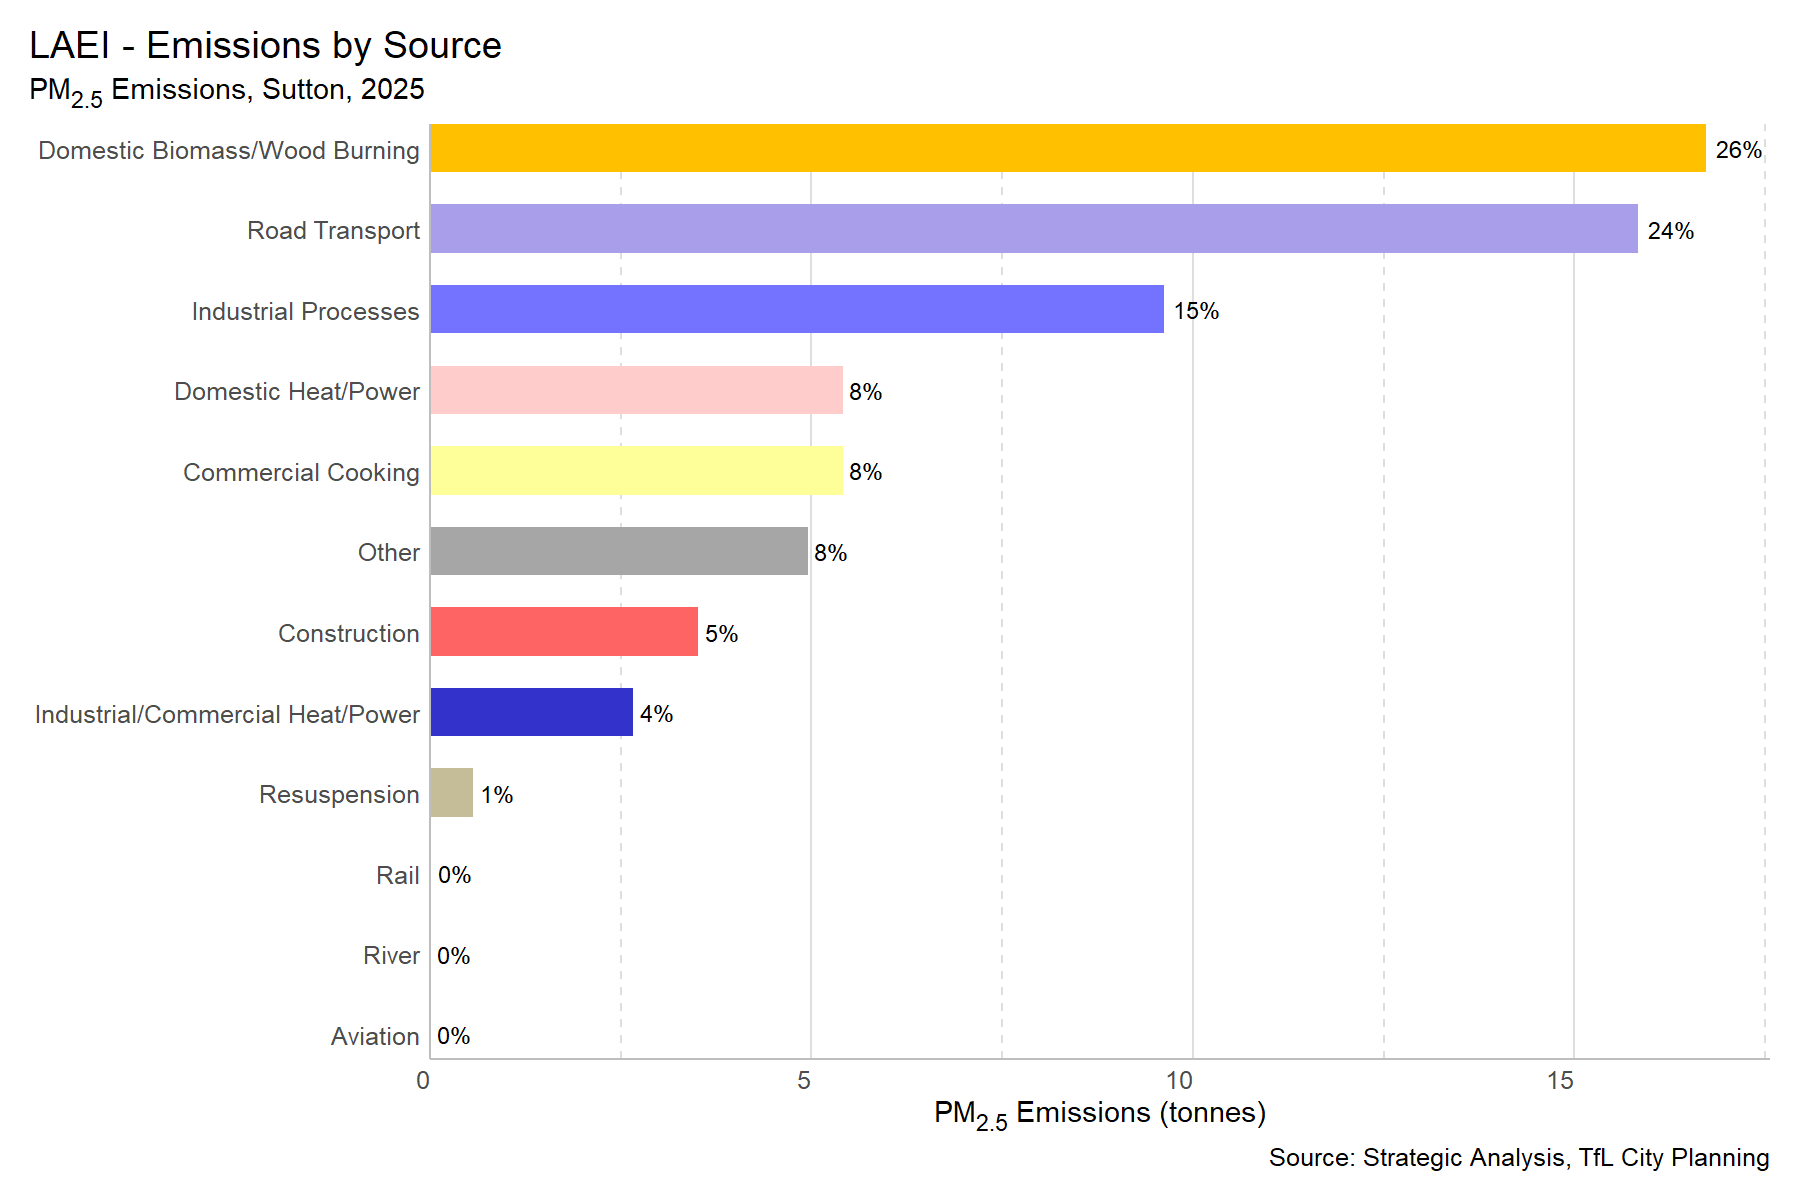 LAEI - Emissions by Source
PM2.5 Emissions, Sutton, 2025
Domestic Biomass/Wood Burning 26%
Road Transport 24%
Industrial Processes 15%
Domestic Heat/Power 8%
Commercial Cooking 8%
Other 8%
Construction 5%
Industrial/Commercial Heat/Power 4%
Resuspension 1%
Rail 0%
River 0%
Aviation 0%
0 5 10 15
PM2.5 Emissions (tonnes)
Source: Strategic Analysis, TfL City Planning